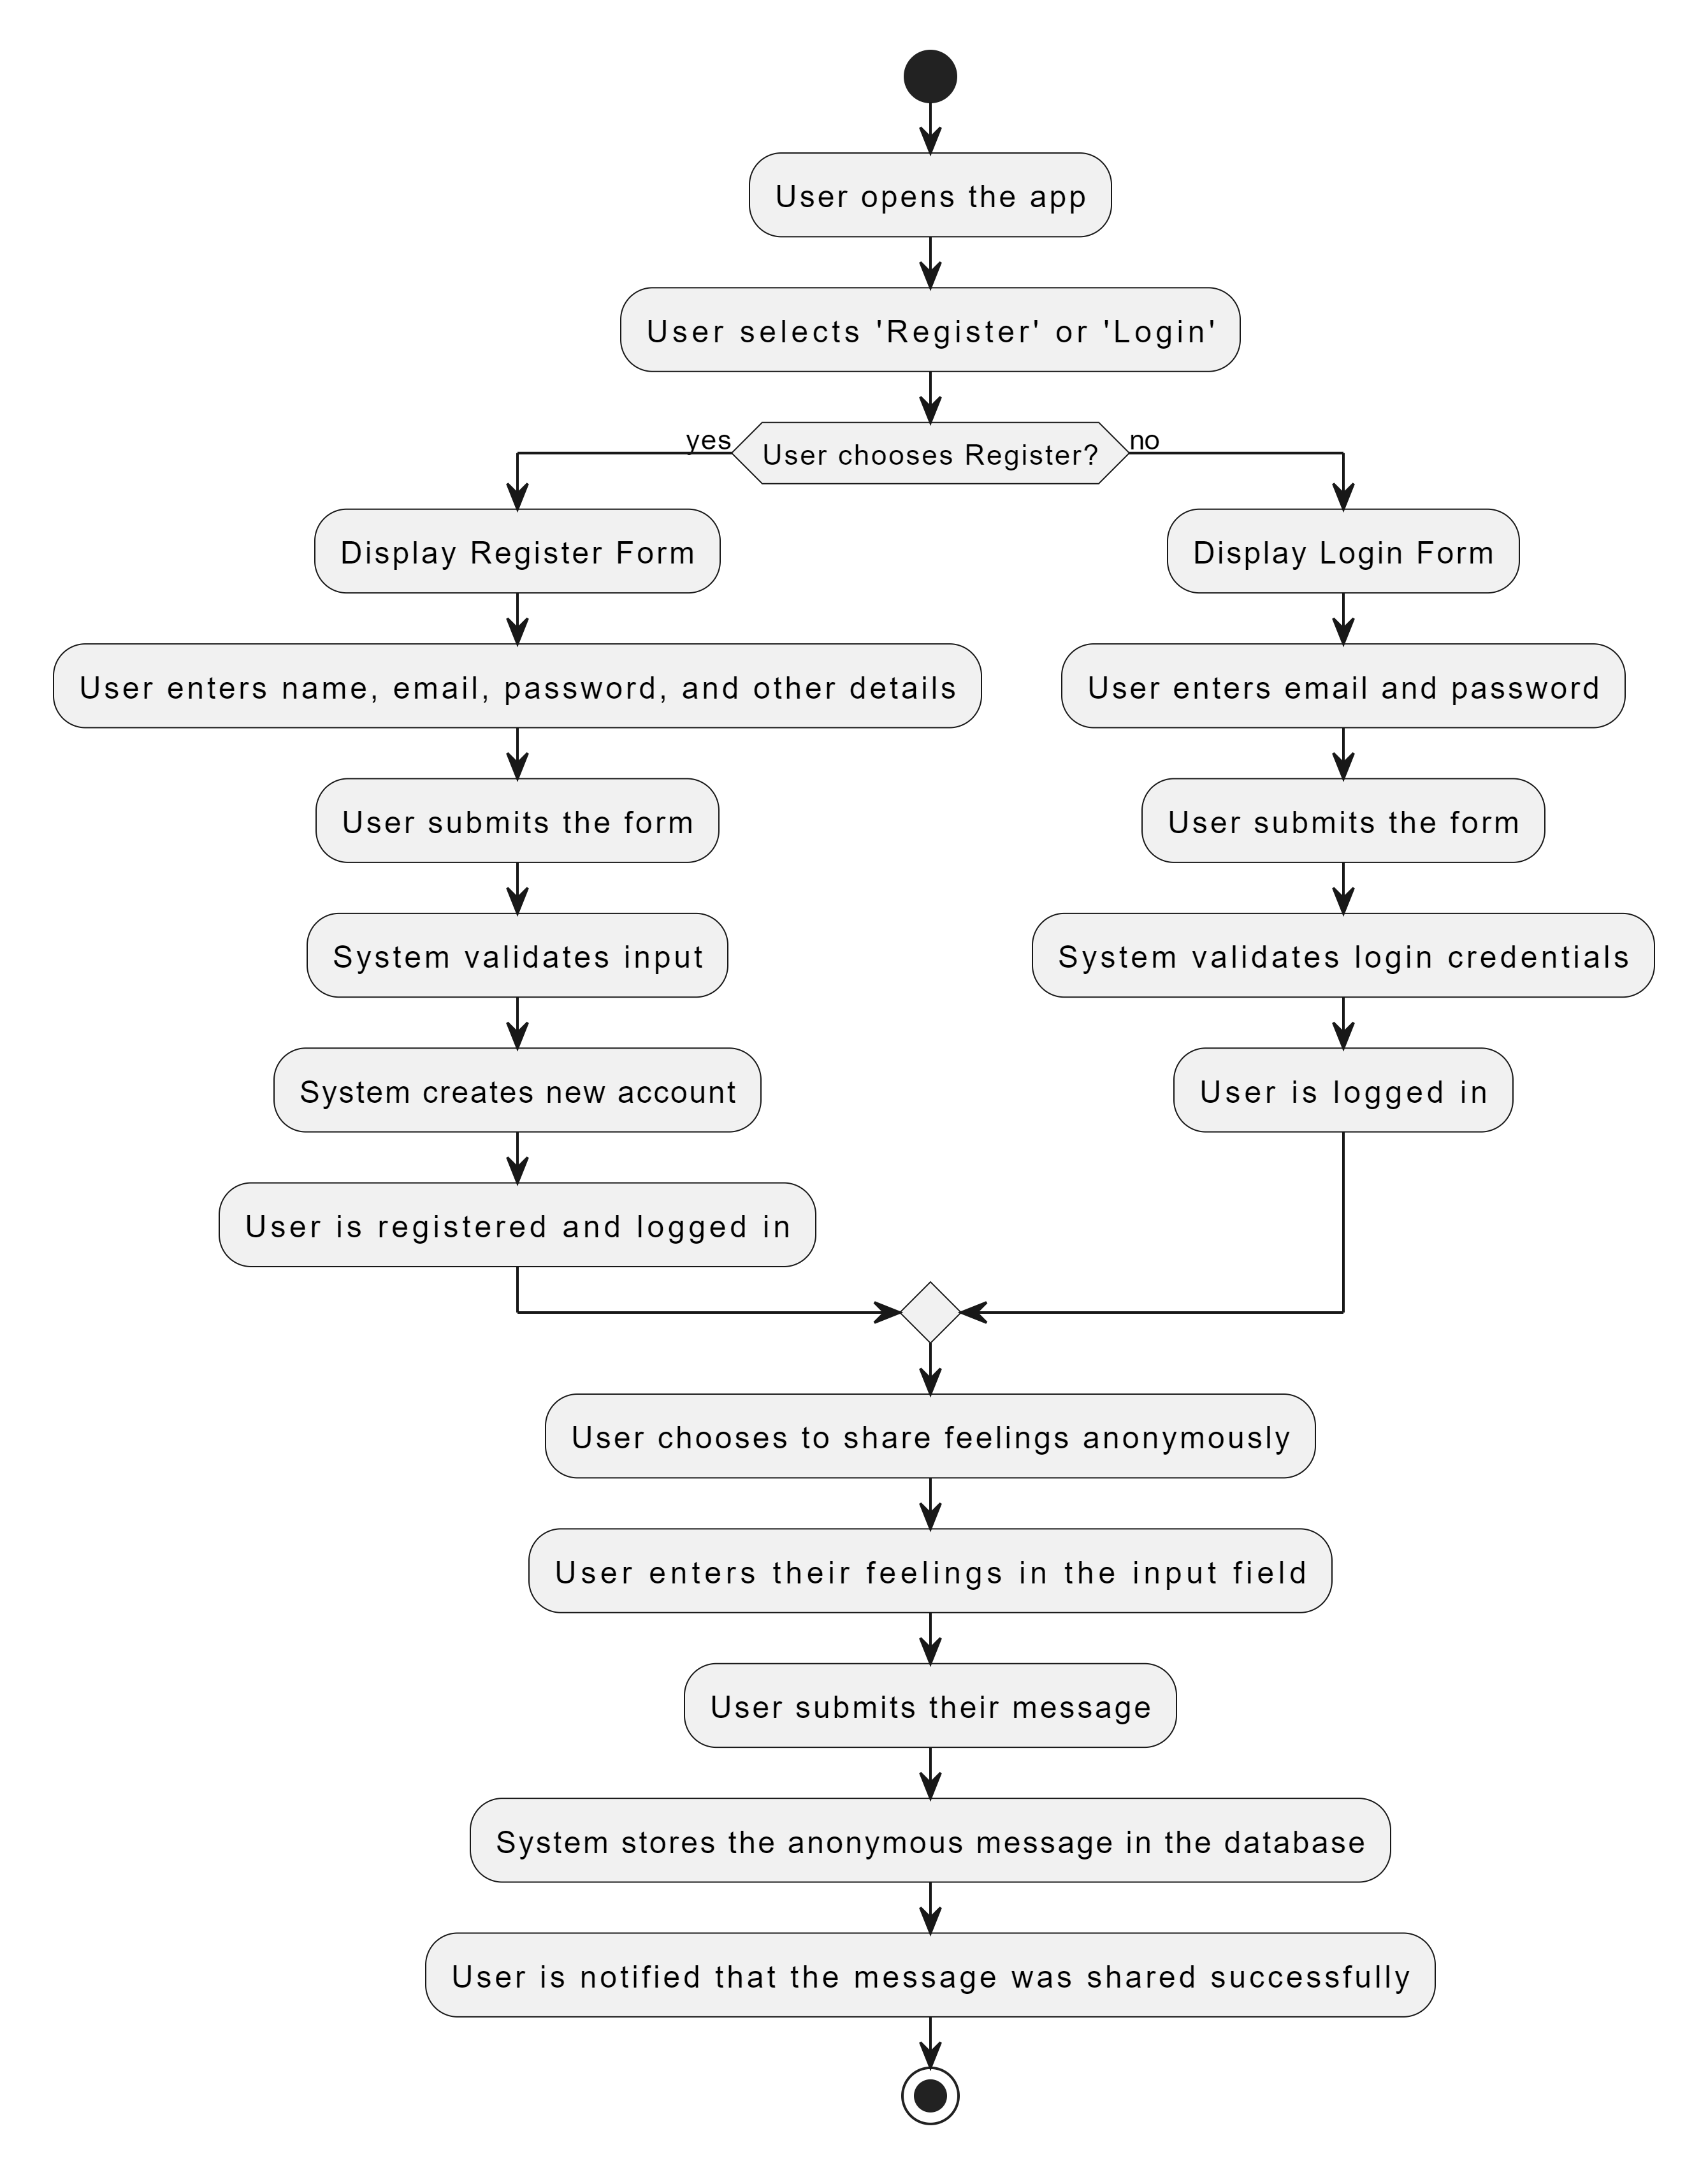 User opens the app
User selects 'Register' or 'Login'
yes
User chooses Register?
no
Display Register Form
User enters name, email, password, and other details
User submits the form
System validates input
System creates new account
User is registered and logged in
Display Login Form
User enters email and password
User submits the form
System validates login credentials
User is logged in
User chooses to share feelings anonymously
User enters their feelings in the input field
User submits their message
System stores the anonymous message in the database
User is notified that the message was shared successfully